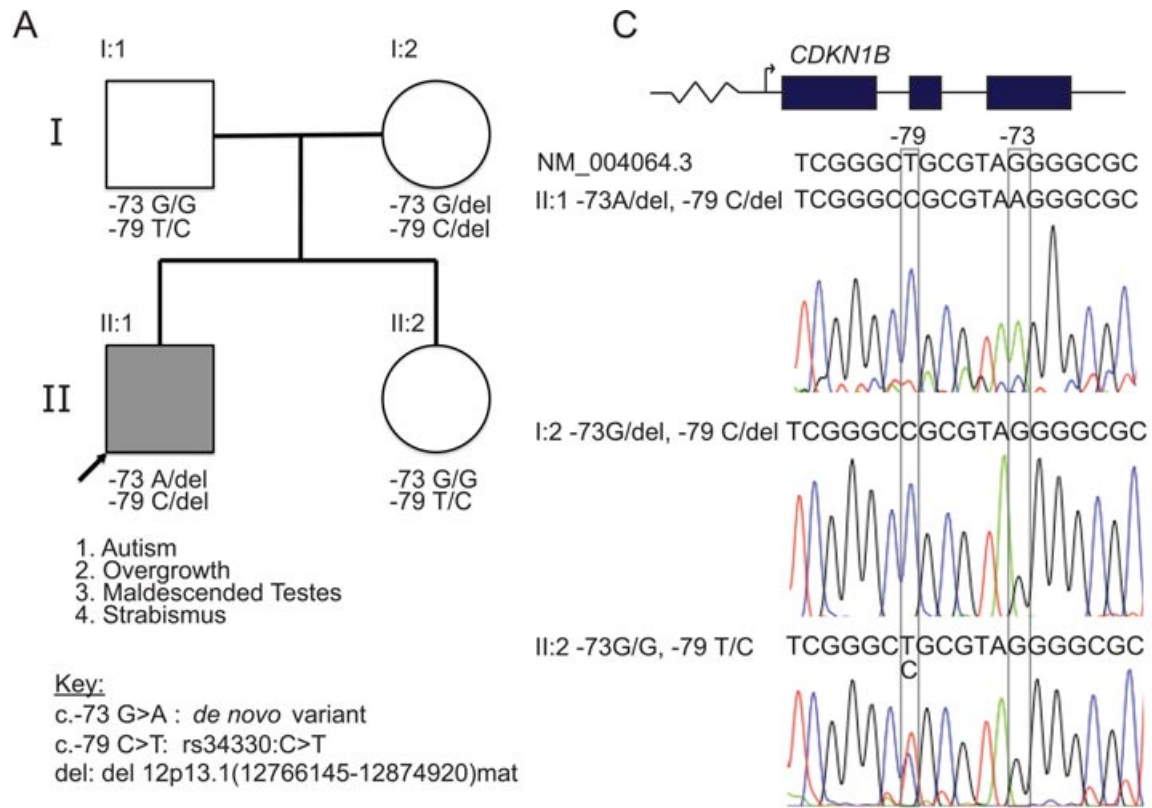 A
I:1
I:2
I
-73 G/G
-79 T/C
-73 G/del
-79 C/del
II:1
II:2
II
-73 A/del
-79 C/del
-73 G/G
-79 T/C
1. Autism
2. Overgrowth
3. Maldescended Testes
4. Strabismus
Key:
c.-73 G>A : de novo variant
c.-79 C>T: rs34330:C>T
del: del 12p13.1(12766145-12874920)mat
C
CDKN1B
-79 -73
NM_004064.3 TCGGGCTGCGTAGGGGCGC
II:1 -73A/del, -79 C/del TCGGGCCGCGTAAGGGCGC
I:2 -73G/del, -79 C/del TCGGGCCGCGTAGGGGCGC
II:2 -73G/G, -79 T/C TCGGGCTGCGTAGGGGCGC
C